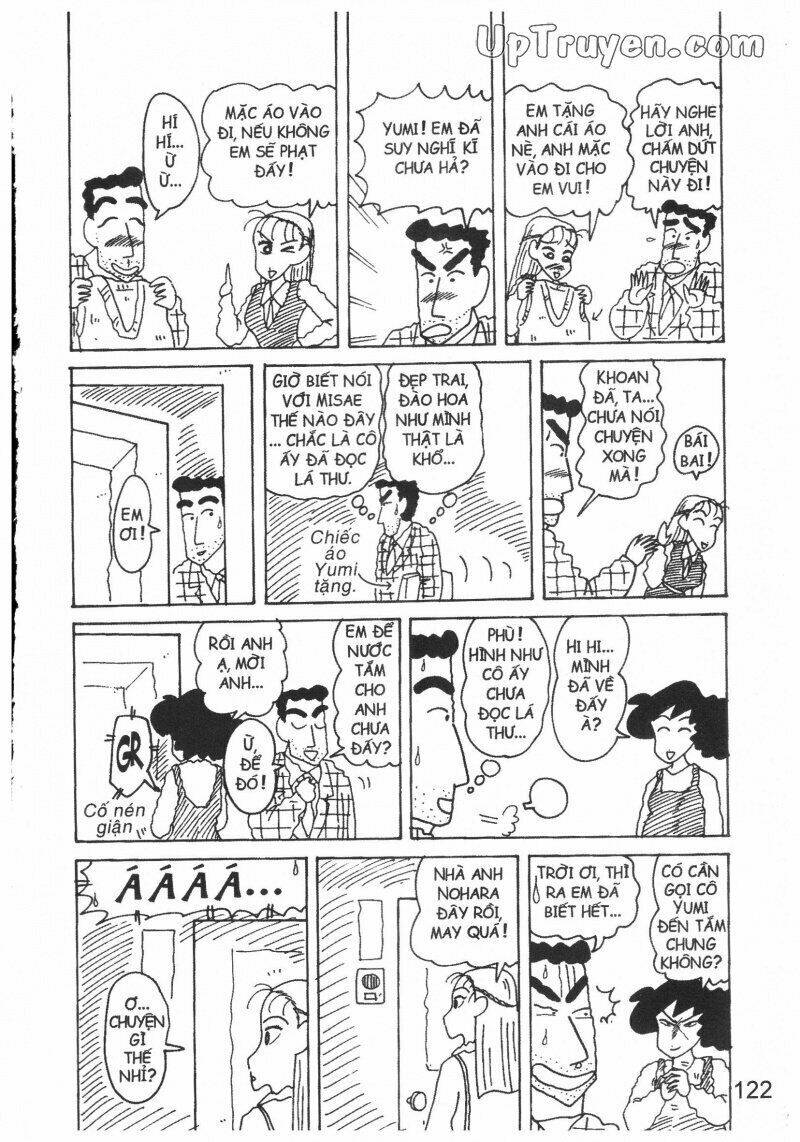 UpTruyen.com
HÃY NGHE
LỜI ANH,
CHẤM DỨT
CHUYỆN
NÀY ĐI!
EM TẶNG
ANH CÁI ÁO
NÈ, ANH MẶC
VÀO ĐI CHO
EM VUI!
YUMI! EM ĐÃ
SUY NGHĨ KĨ
CHƯA HẢ?
MẶC ÁO VÀO
ĐI, NẾU KHÔNG
EM SẼ PHẠT
ĐẤY!
HÍ
HÍ...
Ừ
Ừ...
KHOAN
ĐÃ, TA...
CHƯA NÓI
CHUYỆN
XONG
MÀ!
BÁI
BAI!
ĐẸP TRAI,
ĐÀO HOA
NHƯ MÌNH
THẬT LÀ
KHỔ...
GIỜ BIẾT NÓI
VỚI MISAE
THẾ NÀO ĐÂY
... CHẮC LÀ CÔ
ẤY ĐÃ ĐỌC
LÁ THƯ.
Chiếc
áo
Yumi
tặng.
EM
ƠI!
HI HI...
MÌNH
ĐÃ VỀ
ĐẤY
À?
PHÙ!
HÌNH NHƯ
CÔ ẤY
CHƯA
ĐỌC LÁ
THƯ...
EM ĐỂ
NƯỚC
TẮM
CHO
ANH
CHƯA
ĐẤY?
RỒI ANH
Ạ, MỜI
ANH...
Ừ,
ĐỂ
ĐÓ!
GR
Cố nén
giận
CÓ CẦN
GỌI CÔ
YUMI
ĐẾN TẮM
CHUNG
KHÔNG?
TRỜI ƠI, THÌ
RA EM ĐÃ
BIẾT HẾT...
NHÀ ANH
NOHARA
ĐÂY RỒI,
MAY QUÁ!
Á Á Á Á...
Ơ...
CHUYỆN
GÌ
THẾ
NHỈ?
122